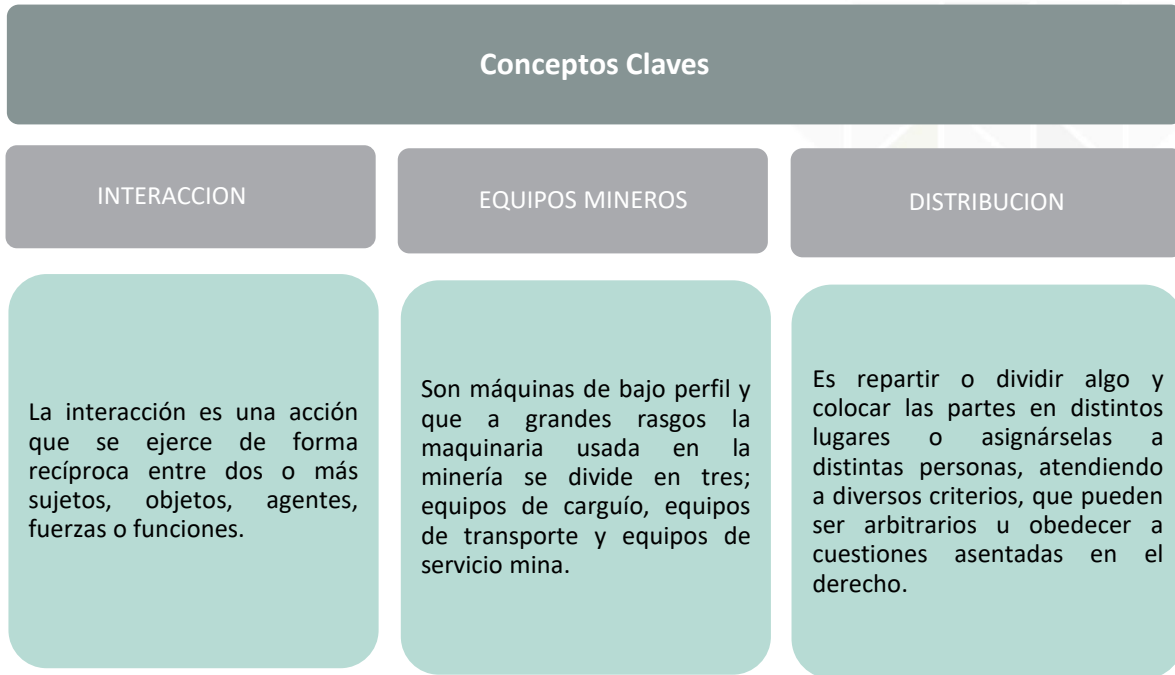 Conceptos Claves
INTERACCION
EQUIPOS MINEROS
DISTRIBUCION
La interacción es una acción
que se ejerce de forma
recíproca entre dos o más
sujetos, objetos, agentes,
fuerzas o funciones.
Son máquinas de bajo perfil y
que a grandes rasgos la
maquinaria usada en la
minería se divide en tres;
equipos de carguío, equipos
de transporte y equipos de
servicio mina.
Es repartir o dividir algo y
colocar las partes en distintos
lugares o asignárselas a
distintas personas, atendiendo
a diversos criterios, que pueden
ser arbitrarios u obedecer a
cuestiones asentadas en el
derecho.